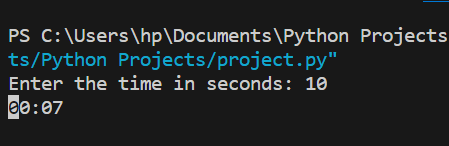 PS C:\Users\hp\Documents\Python Projects
ts/Python Projects/project.py"
Enter the time in seconds: 10
00:07